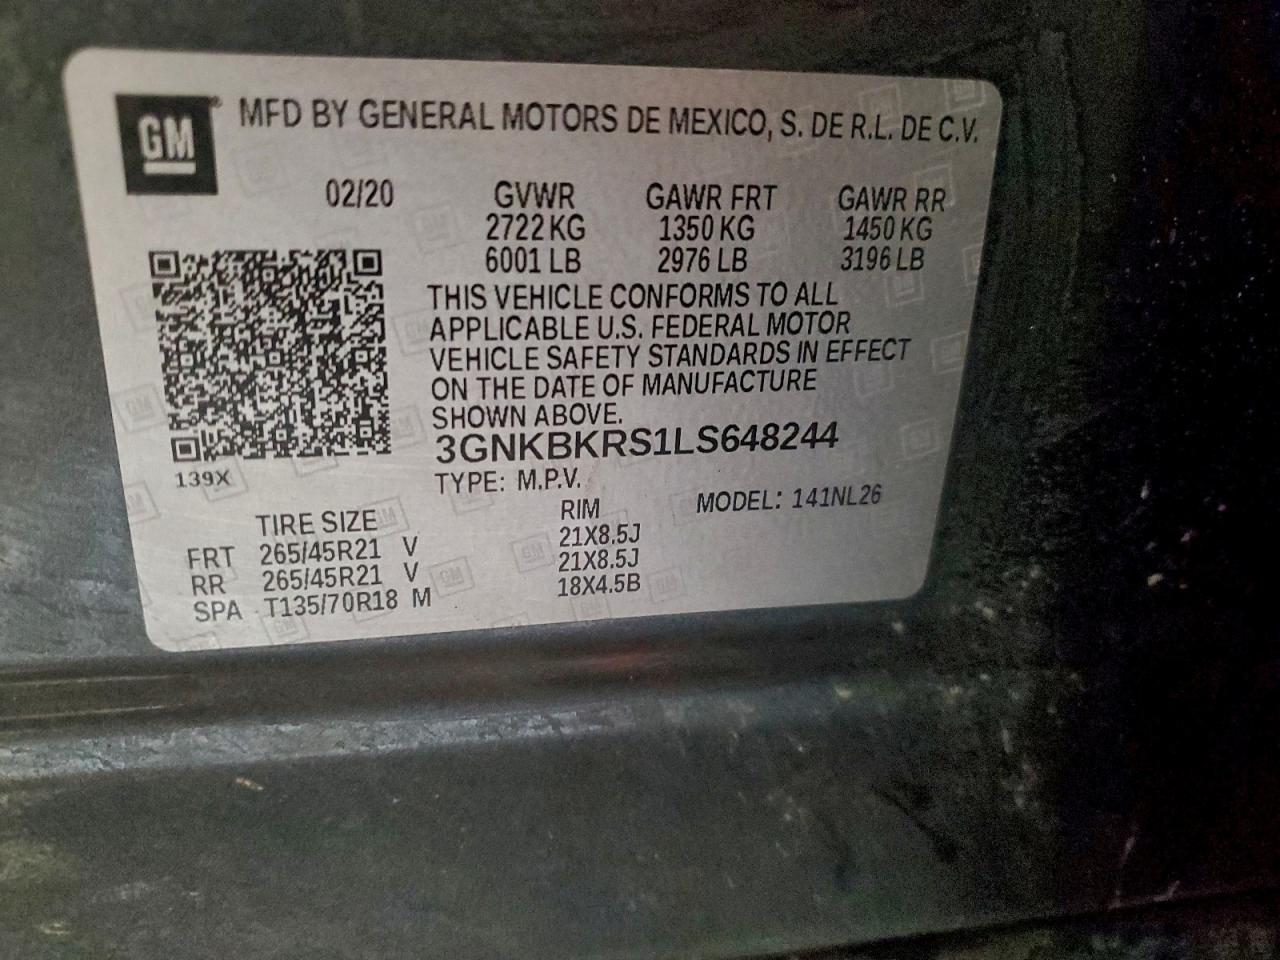 GM® MFD BY GENERAL MOTORS DE MEXICO, S. DE R.L. DE C.V.
02/20 GVWR GAWR FRT GAWR RR
2722 KG 1350 KG 1450 KG
6001 LB 2976 LB 3196 LB
THIS VEHICLE CONFORMS TO ALL
APPLICABLE U.S. FEDERAL MOTOR
VEHICLE SAFETY STANDARDS IN EFFECT
ON THE DATE OF MANUFACTURE
SHOWN ABOVE.
3GNKBKRS1LS648244
139X
TYPE: M.P.V. MODEL: 141NL26
TIRE SIZE RIM
FRT 265/45R21 V 21X8.5J
RR 265/45R21 V 21X8.5J
SPA T135/70R18 M 18X4.5B